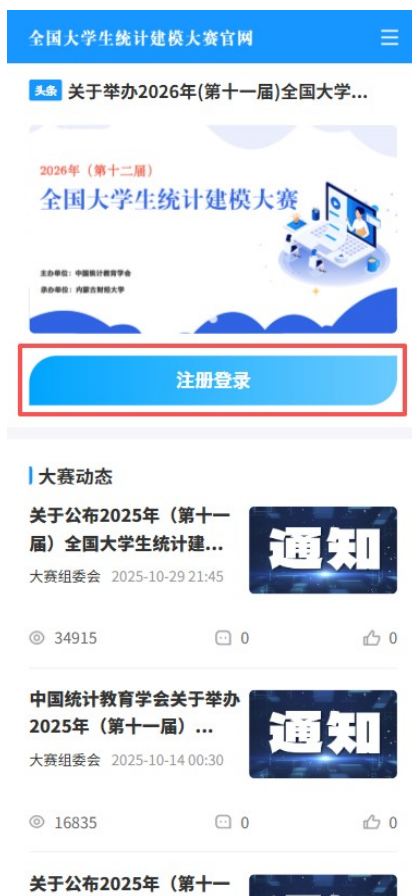 全国大学生统计建模大赛官网
头条 关于举办2026年(第十一届)全国大学...
2026年（第十二届）
全国大学生统计建模大赛
主办单位：中国统计教育学会
承办单位：内蒙古财经大学
注册登录
大赛动态
关于公布2025年（第十一
届）全国大学生统计建...
大赛组委会 2025-10-29 21:45
通知
34915 0 0
中国统计教育学会关于举办
2025年（第十一届）...
大赛组委会 2025-10-14 00:30
通知
16835 0 0
关于公布2025年（第十一